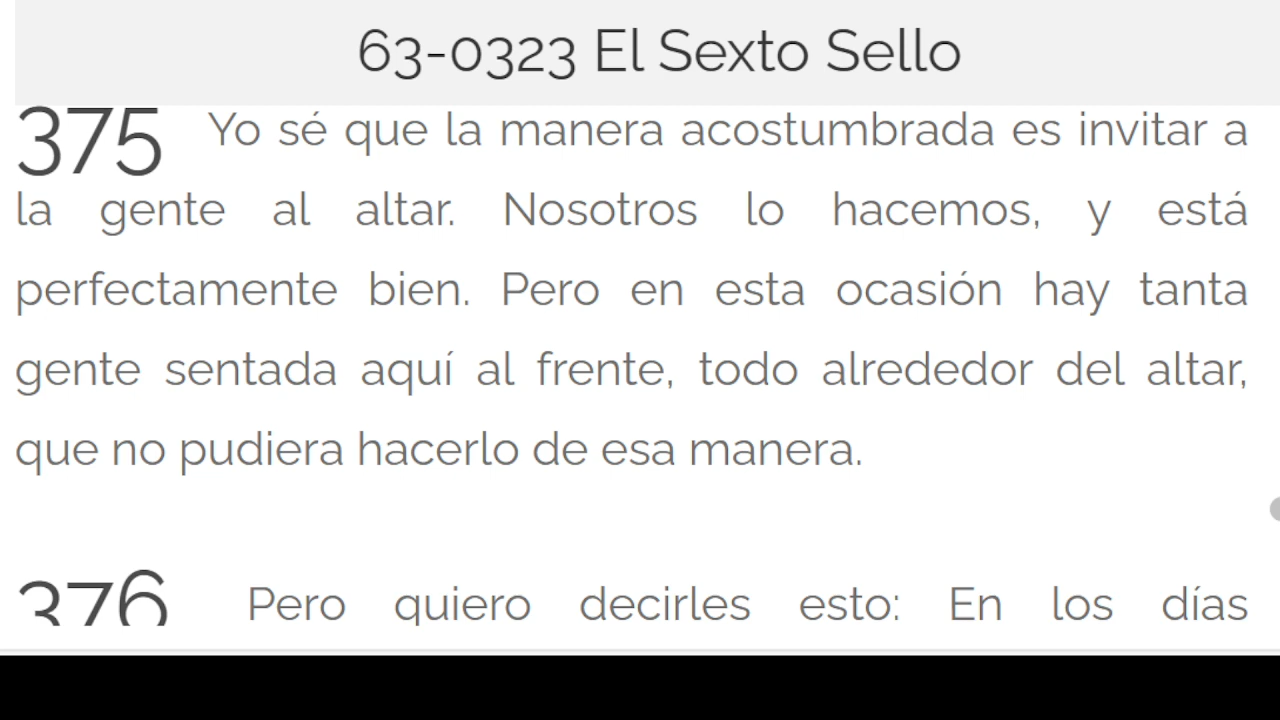 63-0323 El Sexto Sello
375 Yo sé que la manera acostumbrada es invitar a
la gente al altar. Nosotros lo hacemos, y está
perfectamente bien. Pero en esta ocasión hay tanta
gente sentada aquí al frente, todo alrededor del altar,
que no pudiera hacerlo de esa manera.
376 Pero quiero decirles esto: En los días